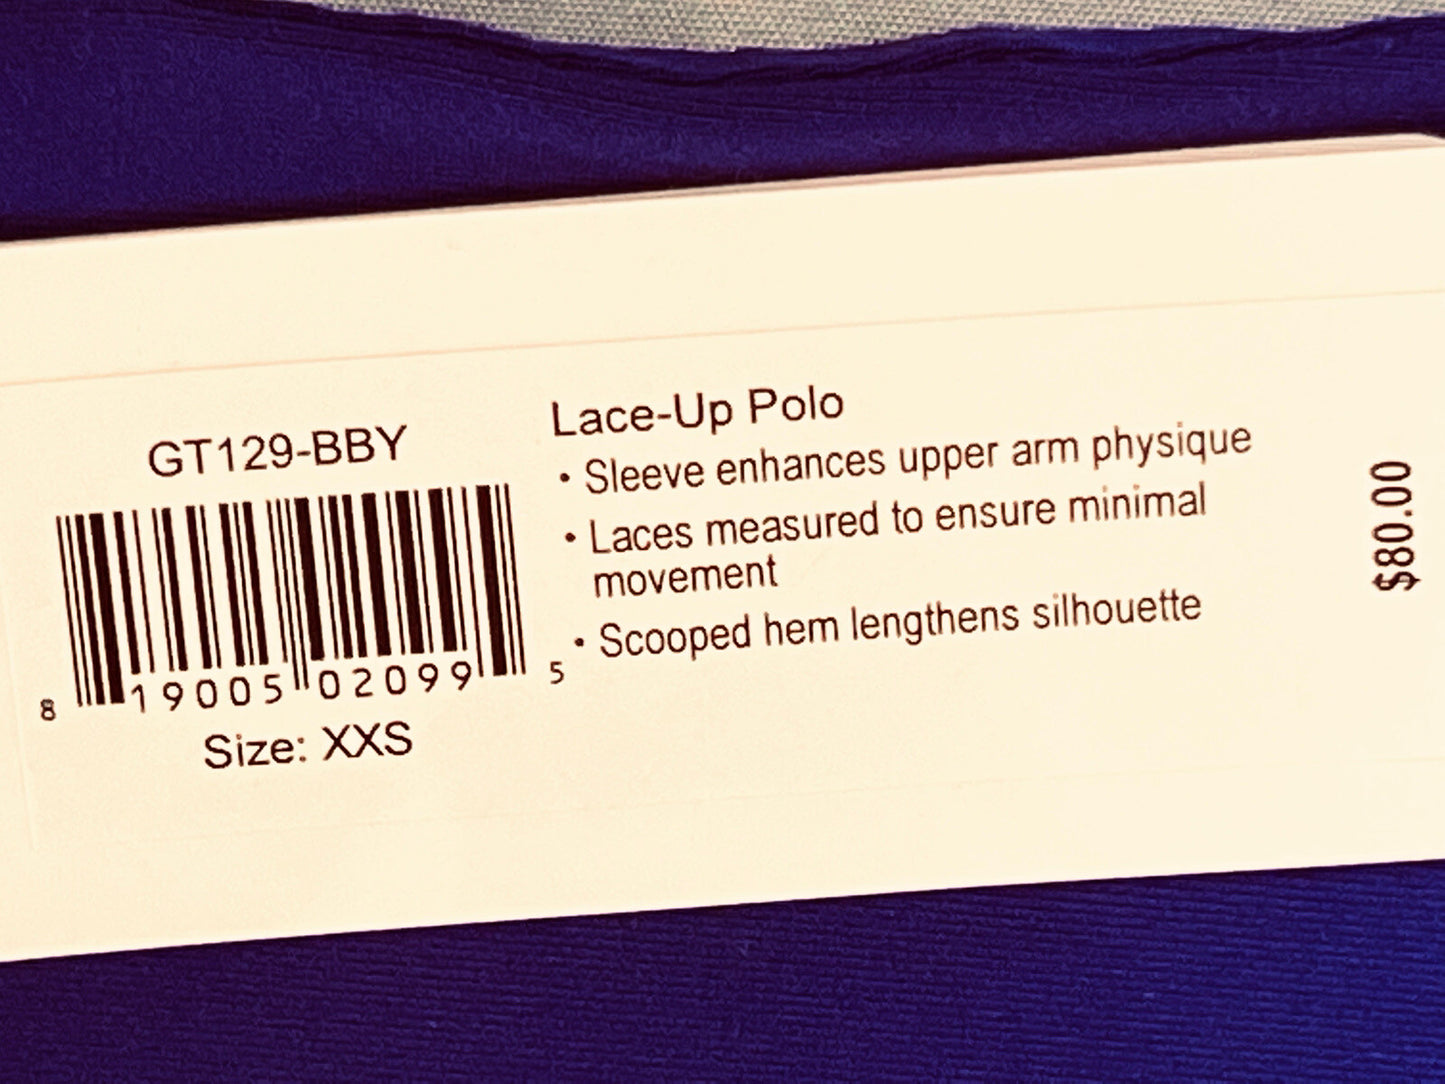 GT129-BBY
8 19005 02099 5
Size: XXS
Lace-Up Polo
• Sleeve enhances upper arm physique
• Laces measured to ensure minimal
movement
• Scooped hem lengthens silhouette
$80.00